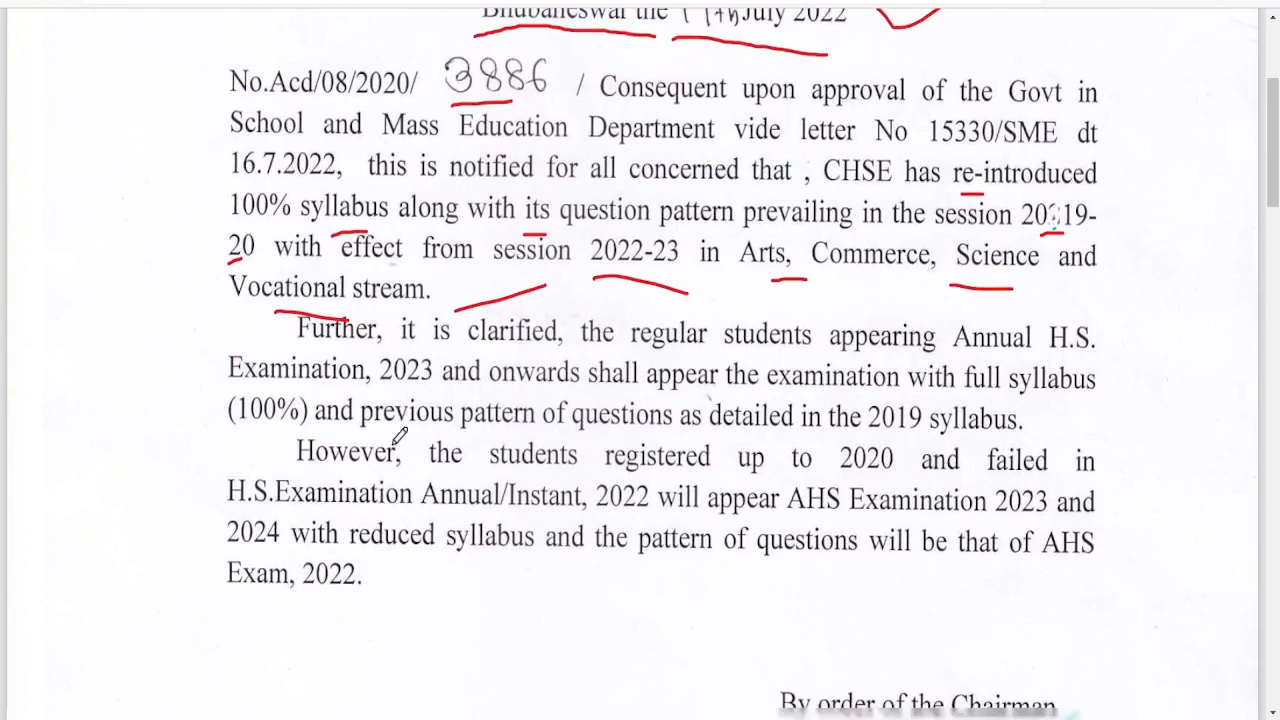 Bhubaneswar the July 2022
No.Acd/08/2020/ 3886 / Consequent upon approval of the Govt in
School and Mass Education Department vide letter No 15330/SME dt
16.7.2022, this is notified for all concerned that , CHSE has re-introduced
100% syllabus along with its question pattern prevailing in the session 2019-
20 with effect from session 2022-23 in Arts, Commerce, Science and
Vocational stream.
Further, it is clarified, the regular students appearing Annual H.S.
Examination, 2023 and onwards shall appear the examination with full syllabus
(100%) and previous pattern of questions as detailed in the 2019 syllabus.
However, the students registered up to 2020 and failed in
H.S.Examination Annual/Instant, 2022 will appear AHS Examination 2023 and
2024 with reduced syllabus and the pattern of questions will be that of AHS
Exam, 2022.
By order of the Chairman